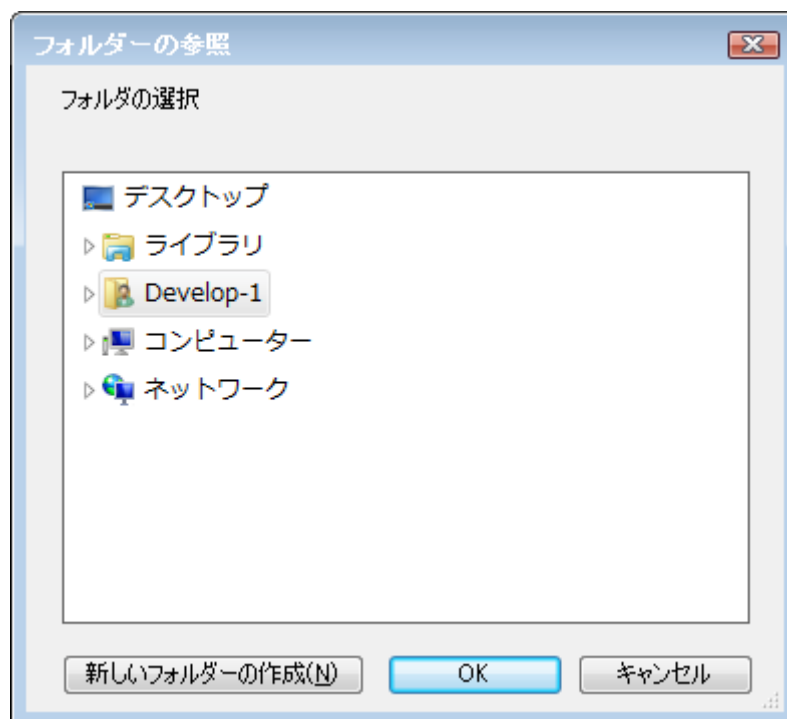 フォルダーの参照
フォルダの選択
デスクトップ
ライブラリ
Develop-1
コンピューター
ネットワーク
新しいフォルダーの作成(N) OK キャンセル